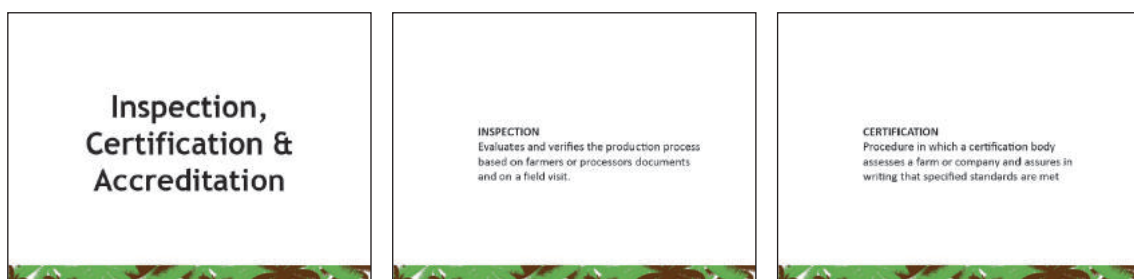 Inspection,
Certification &
Accreditation
INSPECTION
Evaluates and verifies the production process
based on farmers or processors documents
and on a field visit.
CERTIFICATION
Procedure in which a certification body
assesses a farm or company and assures in
writing that specified standards are met